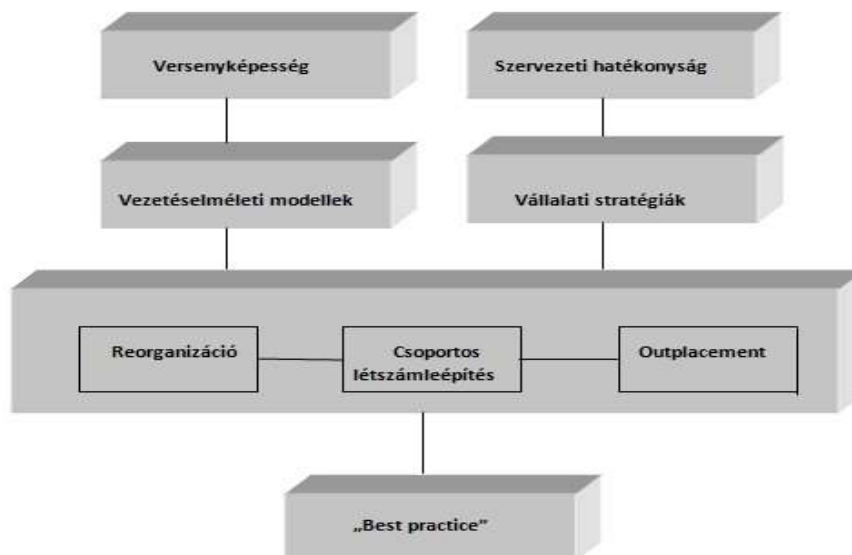 Versenyképesség
Szervezeti hatékonyság
Vezetéselméleti modellek
Vállalati stratégiák
Reorganizáció
Csoportos
létszámleépítés
Outplacement
„Best practice”